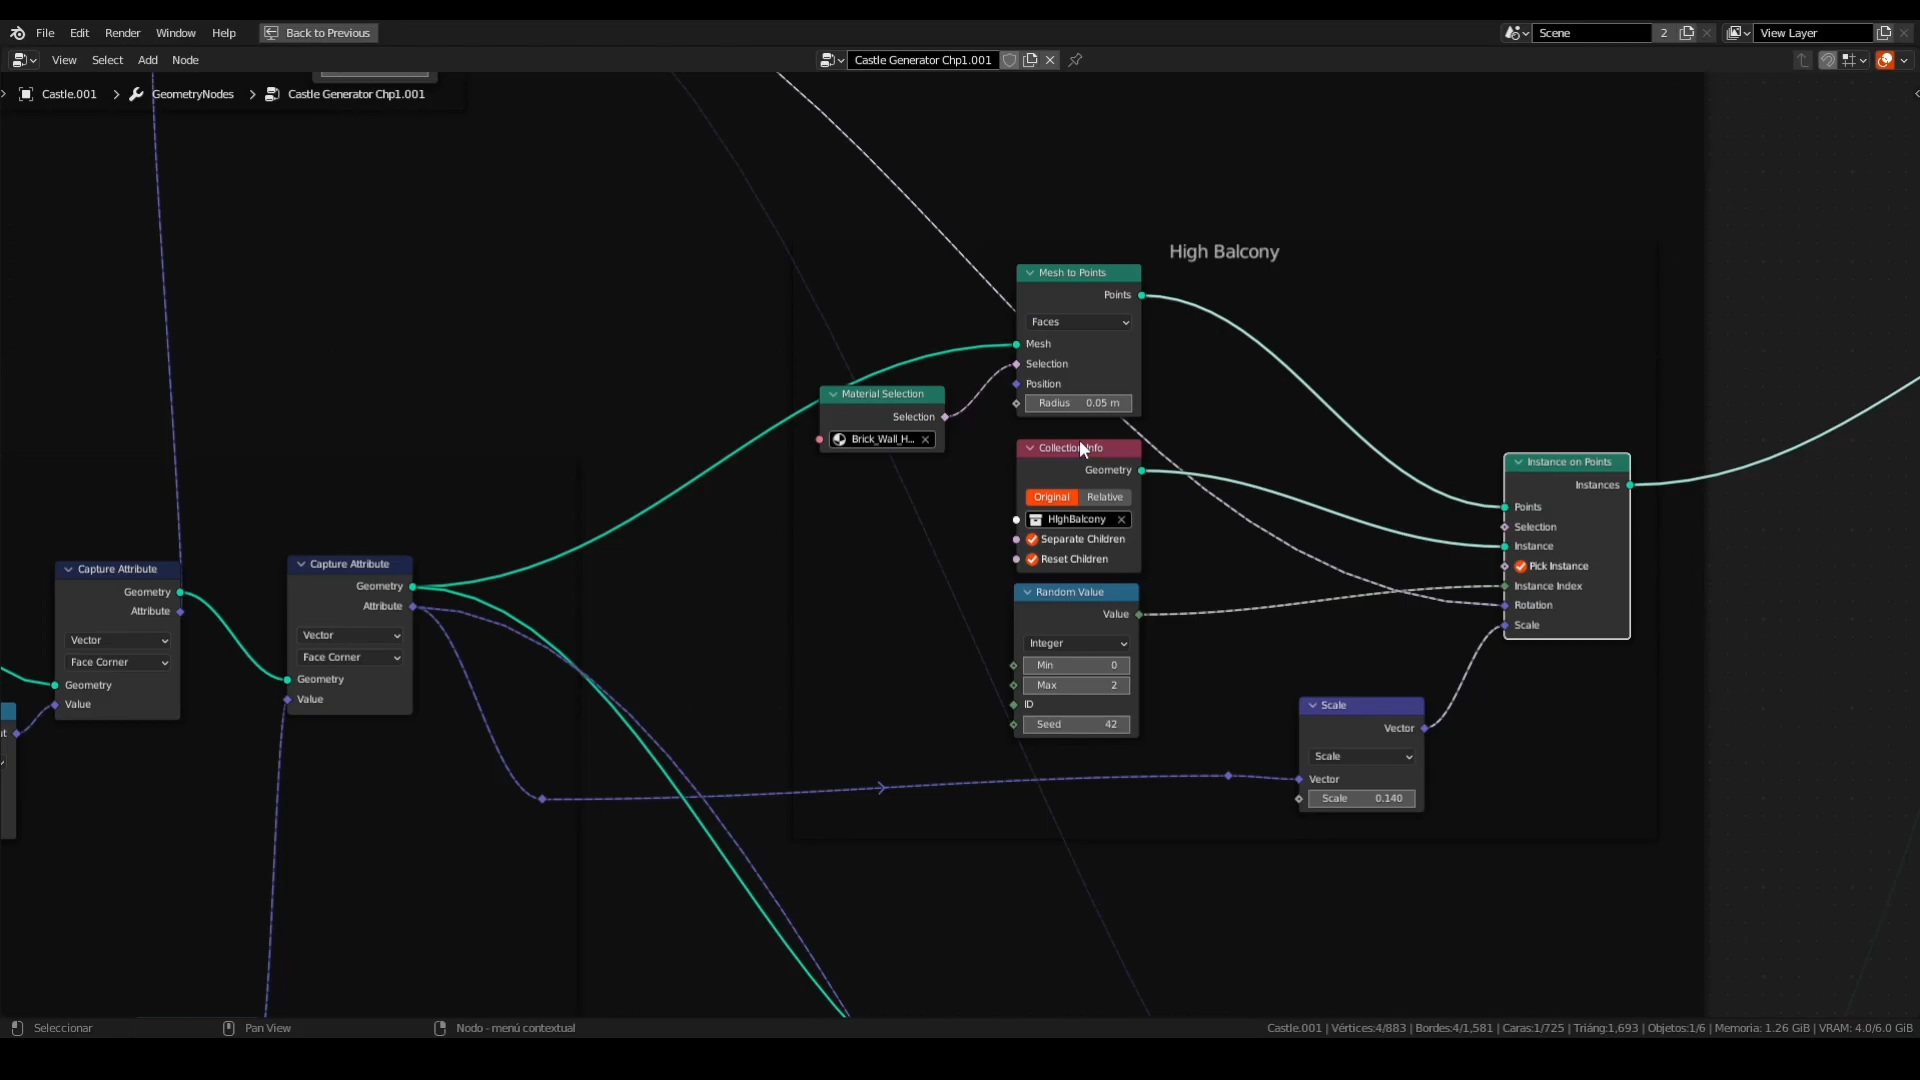 File Edit Render Window Help Back to Previous Scene 2 View Layer
View Select Add Node Castle Generator Chp1.001
Castle.001 > GeometryNodes > Castle Generator Chp1.001
High Balcony
Mesh to Points
Points
Faces
Mesh
Selection
Position
Radius 0.05 m
Material Selection
Selection
Brick_Wall_H...
Collection Info
Geometry
Original Relative
HIghBalcony
Separate Children
Reset Children
Instance on Points
Instances
Points
Selection
Instance
Pick Instance
Instance Index
Rotation
Scale
Capture Attribute
Geometry
Attribute
Vector
Face Corner
Geometry
Value
Capture Attribute
Geometry
Attribute
Vector
Face Corner
Geometry
Value
Random Value
Value
Integer
Min 0
Max 2
ID
Seed 42
Scale
Vector
Scale
Vector
Scale 0.140
Seleccionar Pan View Nodo - menú contextual Castle.001 | Vértices:4/883 | Bordes:4/1,581 | Caras:1/725 | Triáng:1,693 | Objetos:1/6 | Memoria: 1.26 GiB | VRAM: 4.0/6.0 GiB